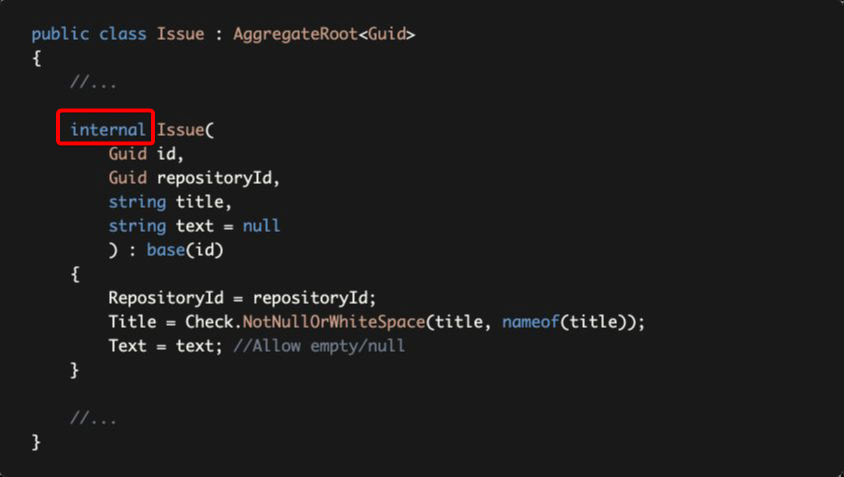 public class Issue : AggregateRoot<Guid>
{
//...
internal Issue(
Guid id,
Guid repositoryId,
string title,
string text = null
) : base(id)
{
RepositoryId = repositoryId;
Title = Check.NotNullOrWhiteSpace(title, nameof(title));
Text = text; //Allow empty/null
}
//...
}